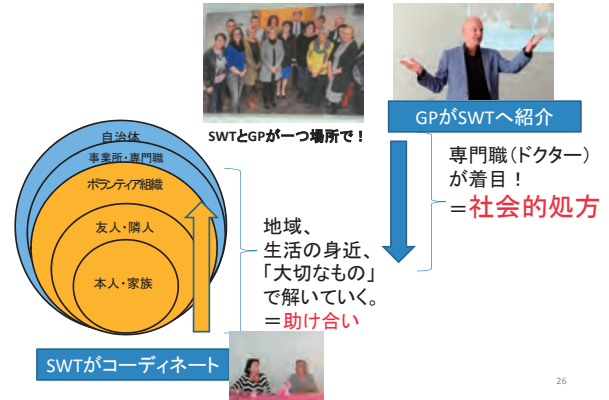 SWTとGPが一つ場所で！
GPがSWTへ紹介
自治体
事業所・専門職
ボランティア組織
友人・隣人
本人・家族
地域、
生活の身近、
「大切なもの」
で解いていく。
＝助け合い
専門職（ドクター）
が着目！
＝社会的処方
SWTがコーディネート
26